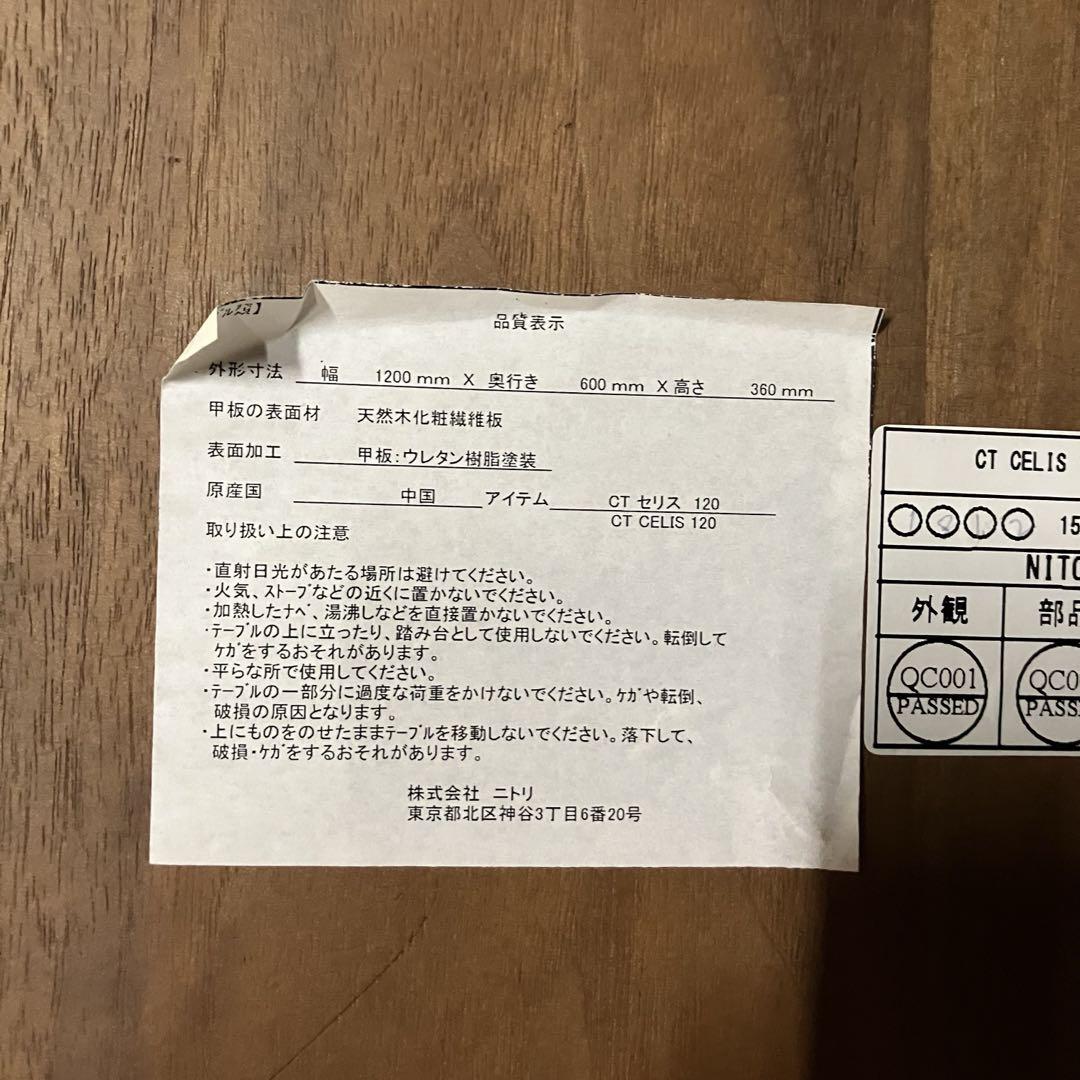 品質表示
外形寸法 幅 1200 mm X 奥行き 600 mm X 高さ 360 mm
甲板の表面材 天然木化粧繊維板
表面加工 甲板:ウレタン樹脂塗装
原産国 中国 アイテム CT セリス 120
CT CELIS 120
取り扱い上の注意
・直射日光があたる場所は避けてください。
・火気、ストーブなどの近くに置かないでください。
・加熱したナベ、湯沸しなどを直接置かないでください。
・テーブルの上に立ったり、踏み台として使用しないでください。転倒して
ケガをするおそれがあります。
・平らな所で使用してください。
・テーブルの一部分に過度な荷重をかけないでください。ケガや転倒、
破損の原因となります。
・上にものをのせたままテーブルを移動しないでください。落下して、
破損・ケガをするおそれがあります。
株式会社 ニトリ
東京都北区神谷3丁目6番20号
CT CELIS
15
NITO
外観 部品
QC001 QC0
PASSED PASS